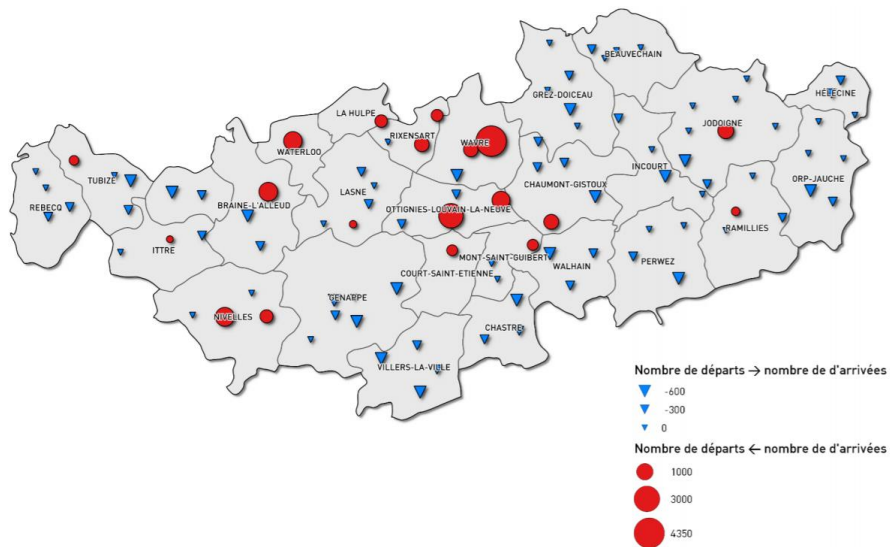 BEAUVECHAIN
HÉLÉCINE
GREZ-DOICEAU
LA HULPE
JODOIGNE
RIXENSART
WAVRE
WATERLOO
INCOURT
ORP-JAUCHE
TUBIZE
CHAUMONT-GISTOUX
LASNE
REBECQ
BRAINE-L'ALLEUD
OTTIGNIES-LOUVAIN-LA-NEUVE
RAMILLIES
ITTRE
MONT-SAINT-GUIBERT
WALHAIN
PERWEZ
COURT-SAINT-ETIENNE
GENAPPE
NIVELLES
CHASTRE
VILLERS-LA-VILLE
Nombre de départs → nombre de d'arrivées
-600
-300
0
Nombre de départs ← nombre de d'arrivées
1000
3000
4350